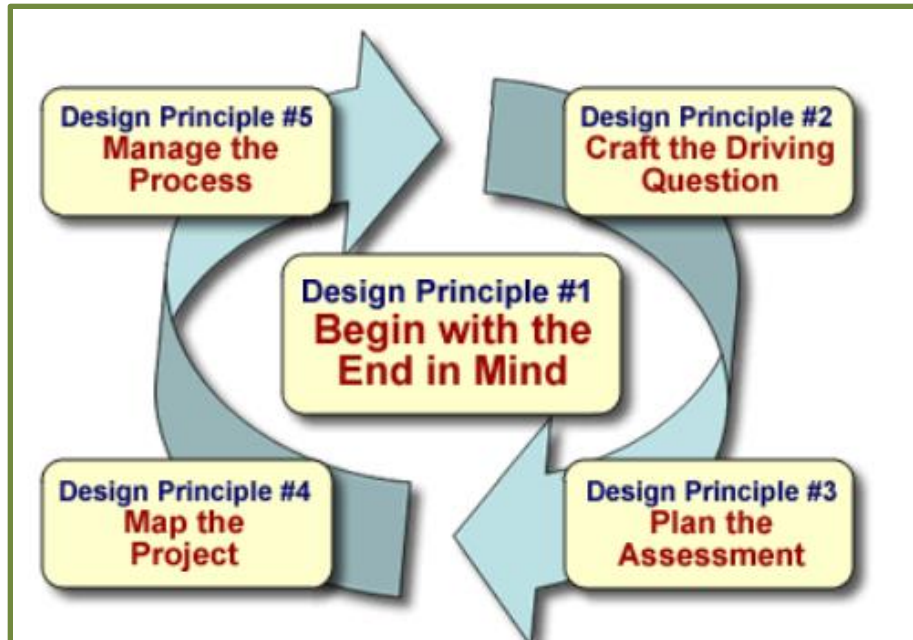 Design Principle #5
Manage the
Process
Design Principle #2
Craft the Driving
Question
Design Principle #1
Begin with the
End in Mind
Design Principle #4
Map the
Project
Design Principle #3
Plan the
Assessment